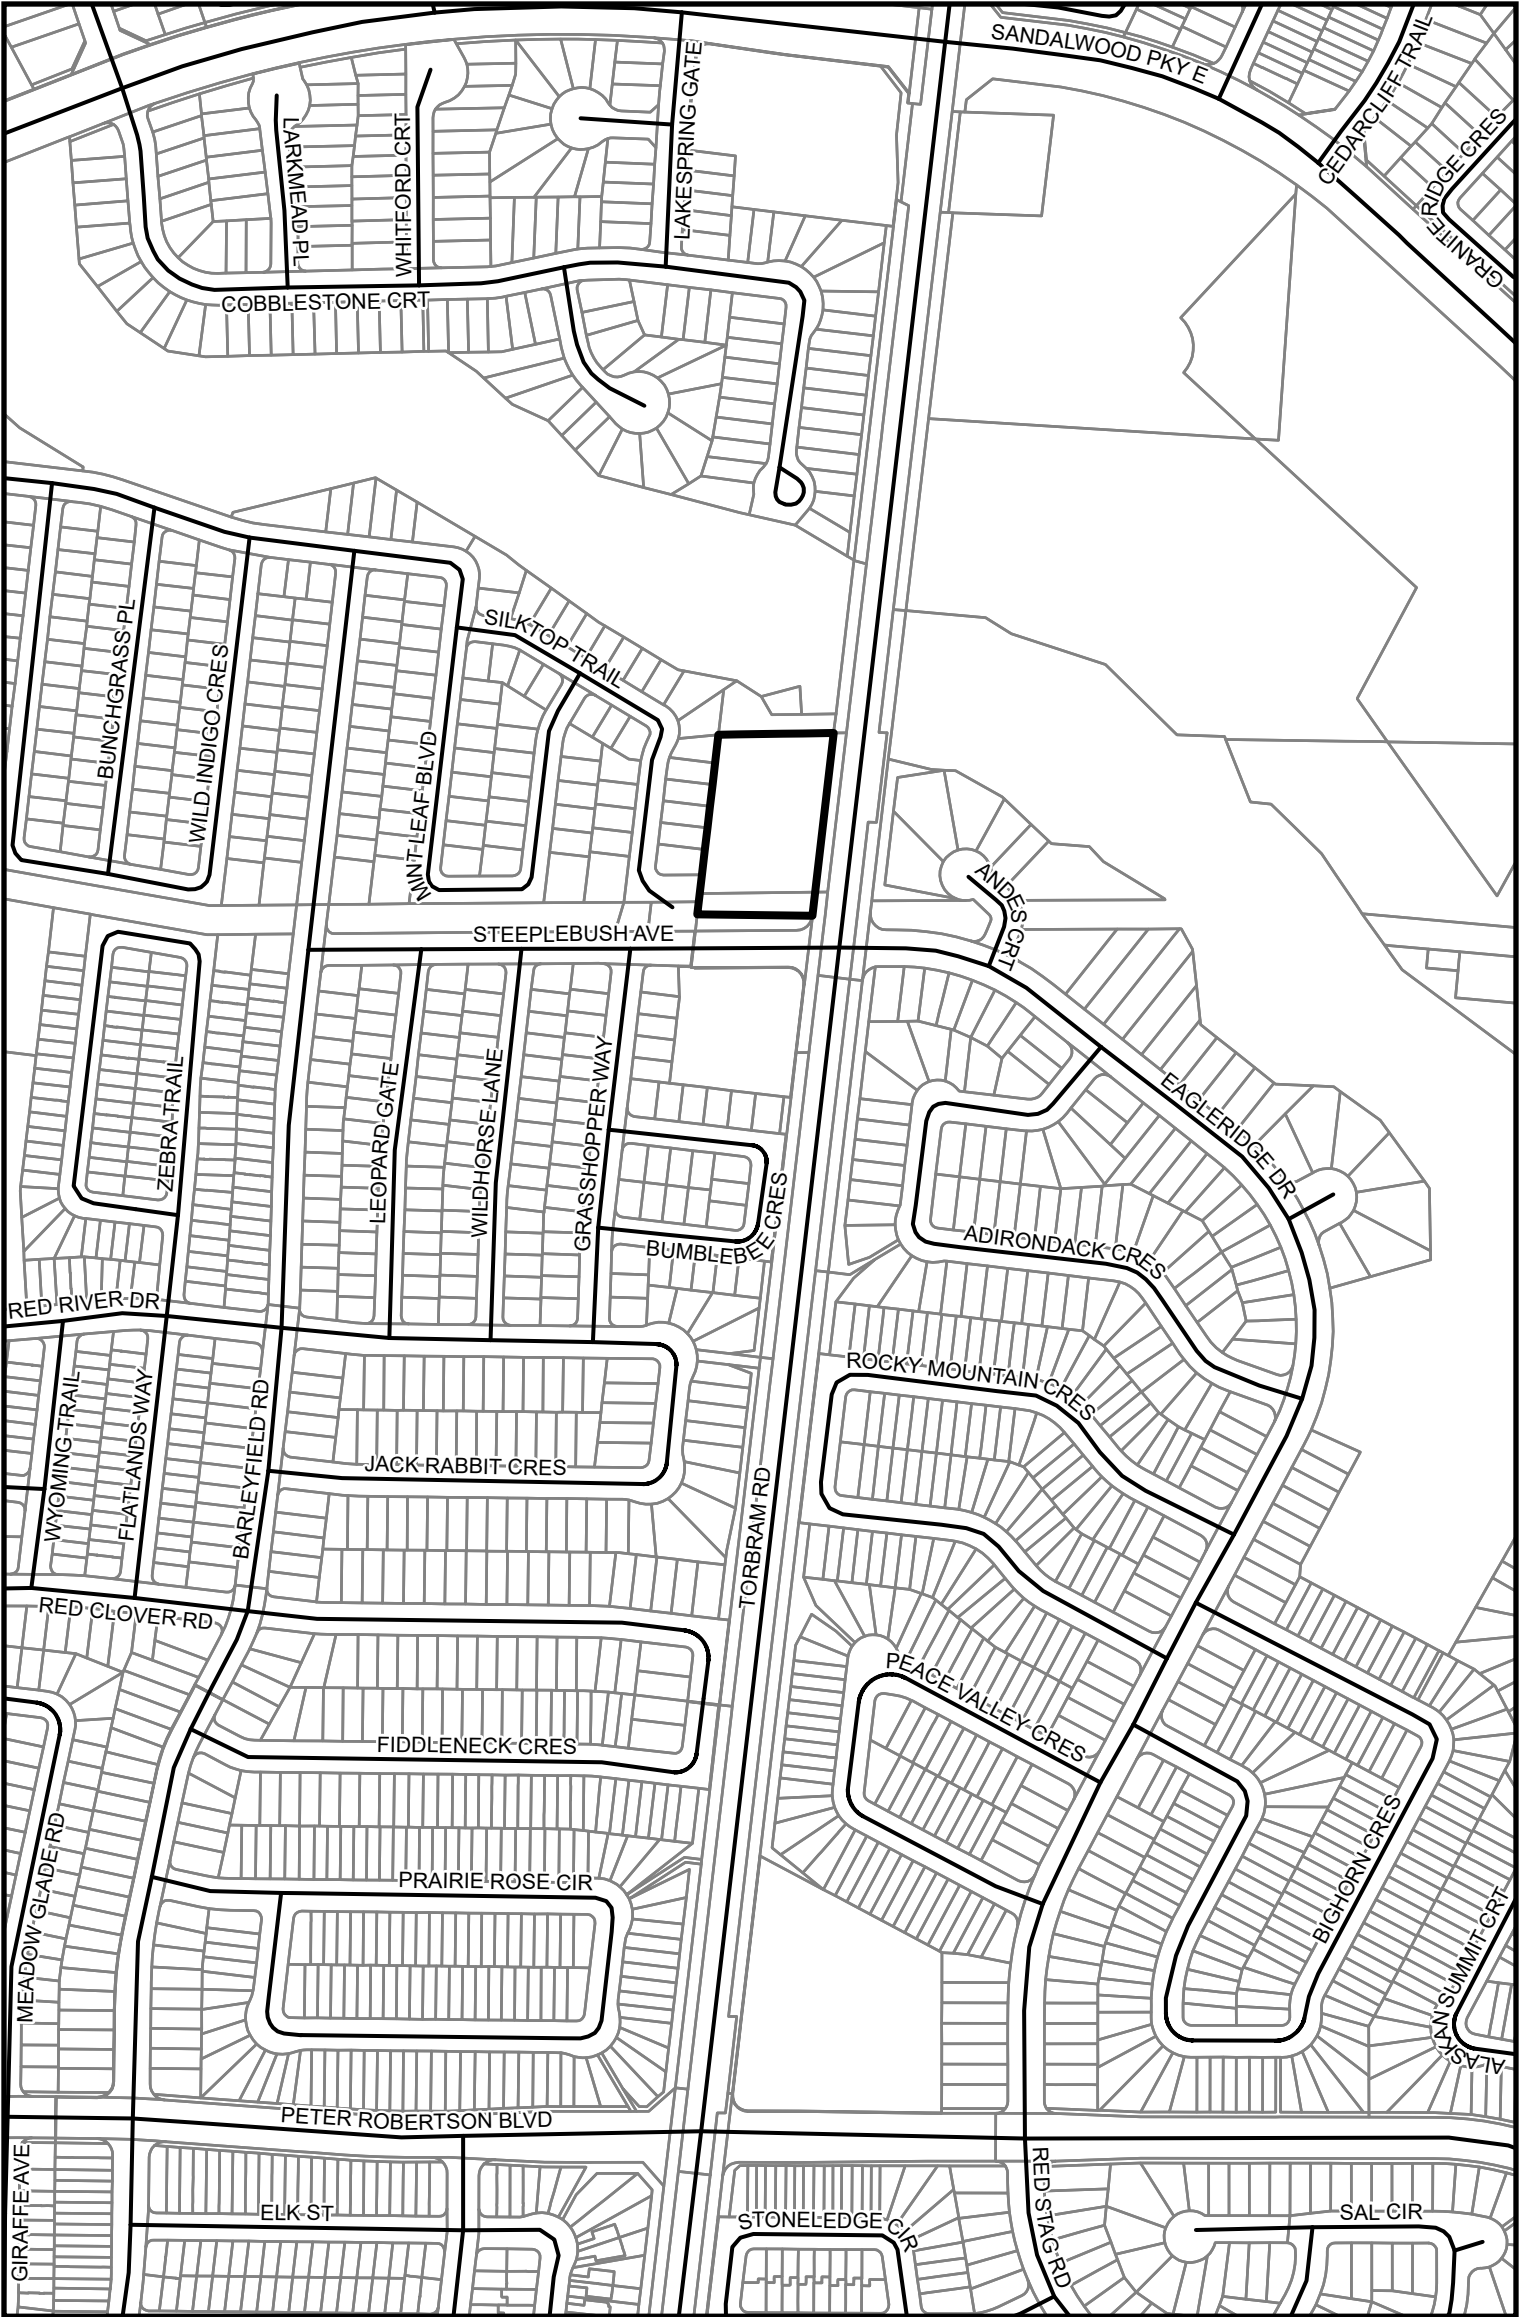 SANDALWOOD PKY E
CEDARCLIFF TRAIL
GRANITE RIDGE CRES
LAKESPRING GATE
LARKMEAD PL
WHITFORD CRT
COBBLESTONE CRT
SILKTOP TRAIL
BUNCHGRASS PL
WILD INDIGO CRES
MINT LEAF BLVD
ANDES CRT
STEEPLEBUSH AVE
ZEBRA TRAIL
LEOPARD GATE
WILDHORSE LANE
GRASSHOPPER WAY
BUMBLEBEE CRES
EAGLERIDGE DR
ADIRONDACK CRES
RED RIVER DR
ROCKY MOUNTAIN CRES
WYOMING TRAIL
FLATLANDS WAY
BARLEYFIELD RD
JACK RABBIT CRES
TORBRAM RD
RED CLOVER RD
PEACE VALLEY CRES
FIDDLENECK CRES
MEADOW GLADE RD
BIGHORN CRES
PRAIRIE ROSE CIR
ALASKAN SUMMIT CRT
PETER ROBERTSON BLVD
GIRAFFE AVE
ELK ST
STONELEDGE CIR
RED STAG RD
SAL CIR